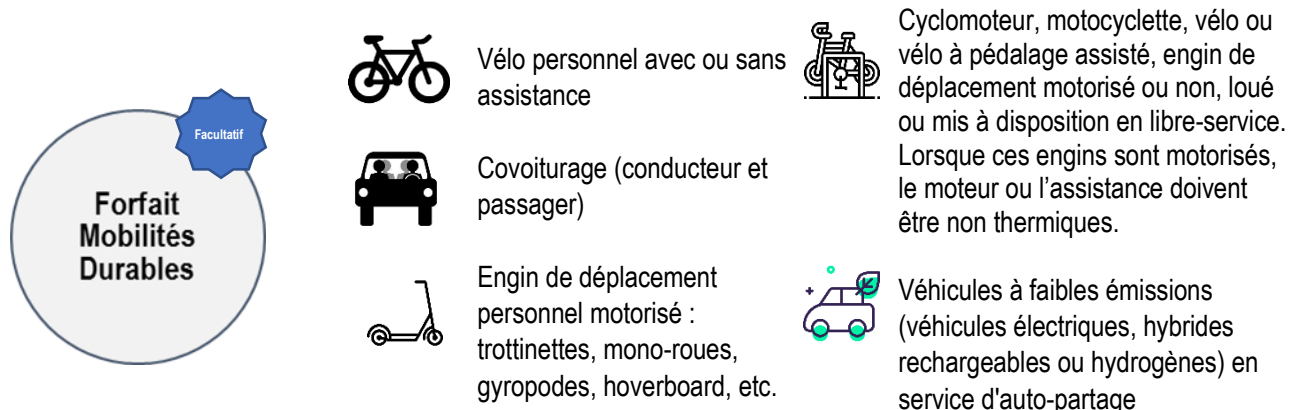 Facultatif
Forfait
Mobilités
Durables
Vélo personnel avec ou sans
assistance
Covoiturage (conducteur et
passager)
Engin de déplacement
personnel motorisé :
trottinettes, mono-roues,
gyropodes, hoverboard, etc.
Cyclomoteur, motocyclette, vélo ou
vélo à pédalage assisté, engin de
déplacement motorisé ou non, loué
ou mis à disposition en libre-service.
Lorsque ces engins sont motorisés,
le moteur ou l’assistance doivent
être non thermiques.
Véhicules à faibles émissions
(véhicules électriques, hybrides
rechargeables ou hydrogènes) en
service d'auto-partage